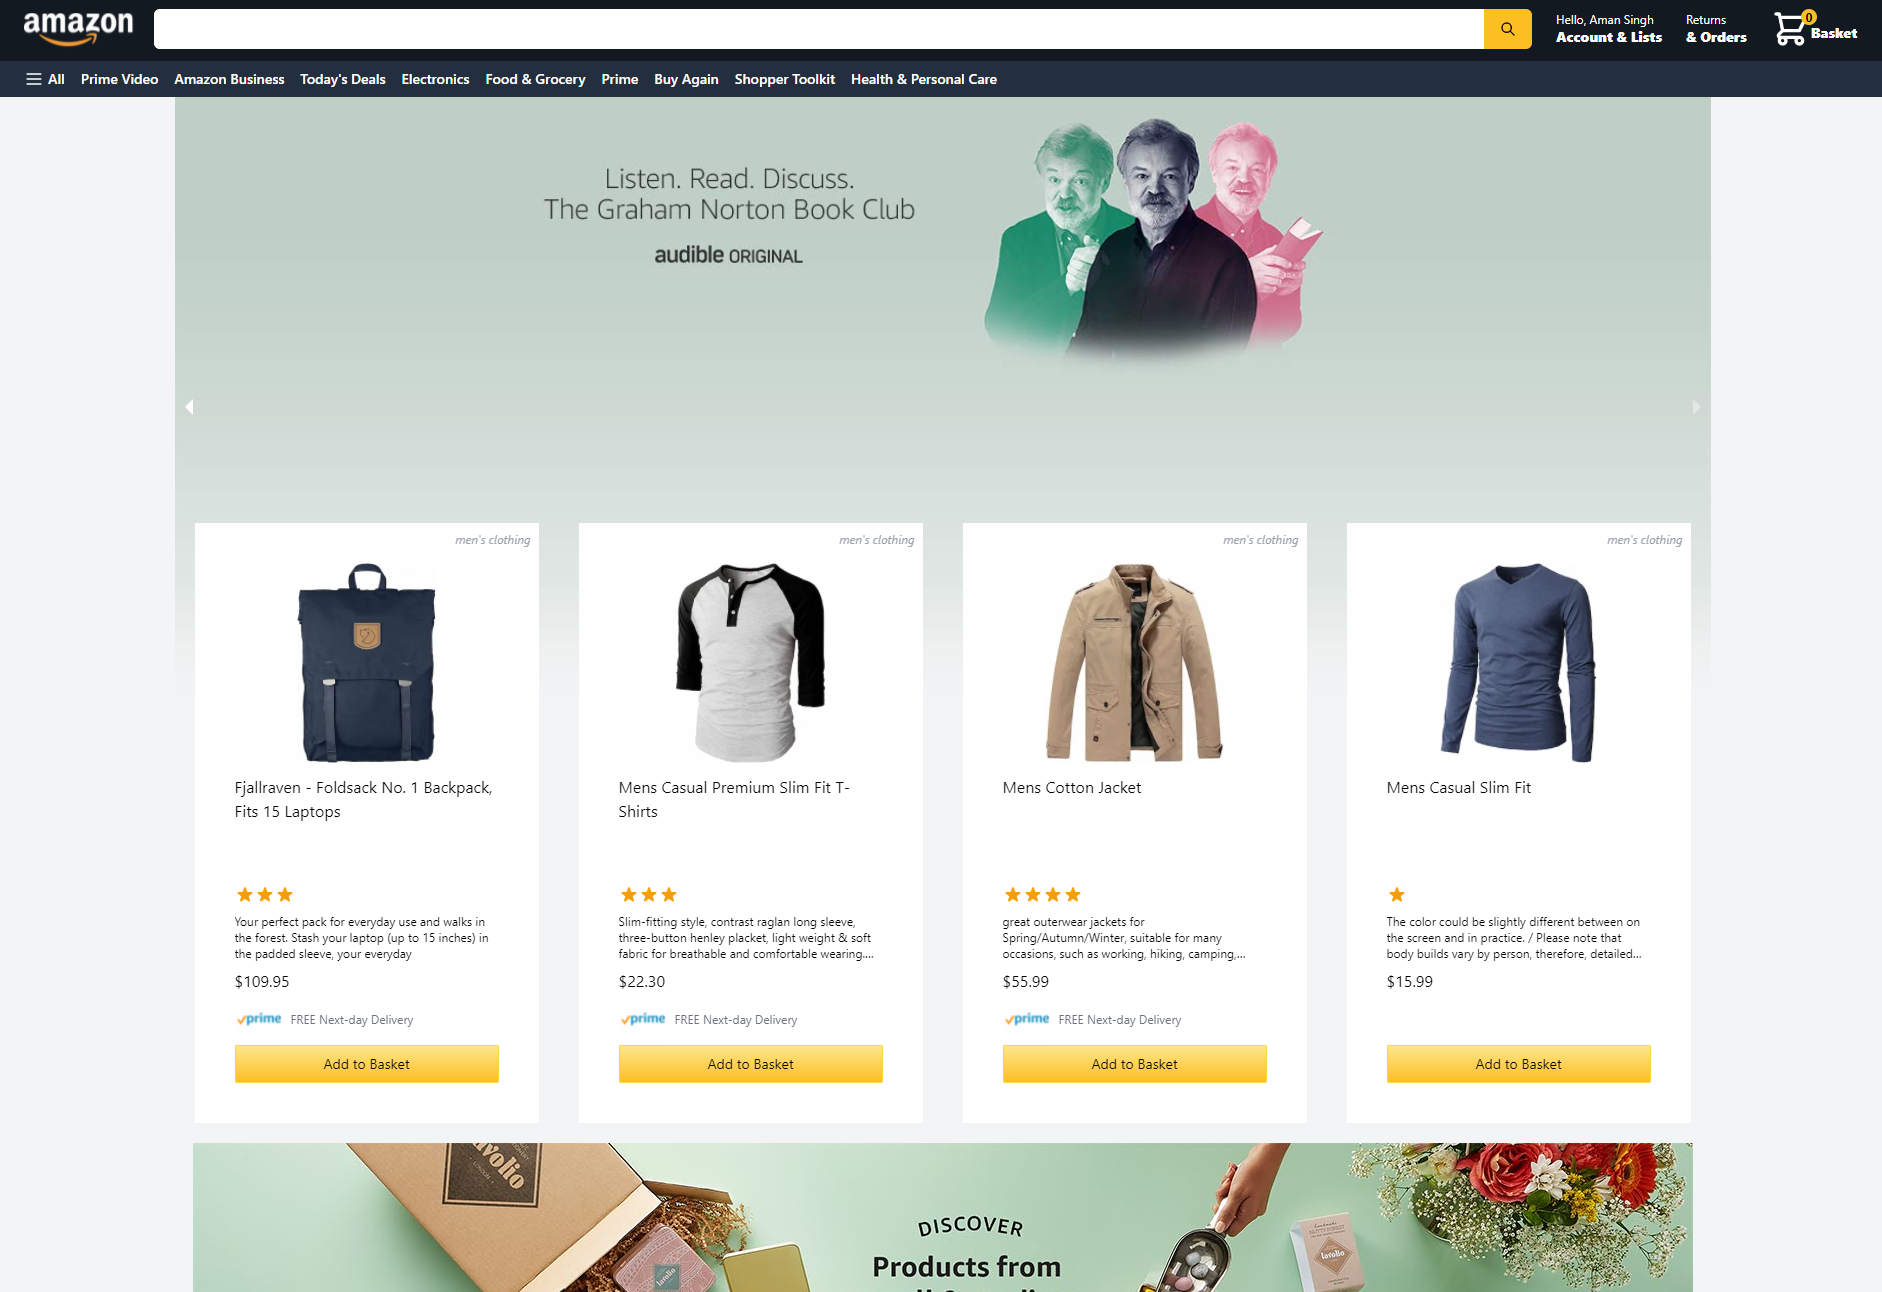 amazon
Hello, Aman Singh
Account & Lists
Returns
& Orders
0
Basket
All Prime Video Amazon Business Today's Deals Electronics Food & Grocery Prime Buy Again Shopper Toolkit Health & Personal Care
Listen. Read. Discuss.
The Graham Norton Book Club
audible ORIGINAL
men's clothing
Fjallraven - Foldsack No. 1 Backpack,
Fits 15 Laptops
Your perfect pack for everyday use and walks in
the forest. Stash your laptop (up to 15 inches) in
the padded sleeve, your everyday
$109.95
prime FREE Next-day Delivery
Add to Basket
men's clothing
Mens Casual Premium Slim Fit T-
Shirts
Slim-fitting style, contrast raglan long sleeve,
three-button henley placket, light weight & soft
fabric for breathable and comfortable wearing....
$22.30
prime FREE Next-day Delivery
Add to Basket
men's clothing
Mens Cotton Jacket
great outerwear jackets for
Spring/Autumn/Winter, suitable for many
occasions, such as working, hiking, camping,...
$55.99
prime FREE Next-day Delivery
Add to Basket
men's clothing
Mens Casual Slim Fit
The color could be slightly different between on
the screen and in practice. / Please note that
body builds vary by person, therefore, detailed...
$15.99
Add to Basket
lavolio
LONDON
lavolio
DISCOVER
Products from
lavolio